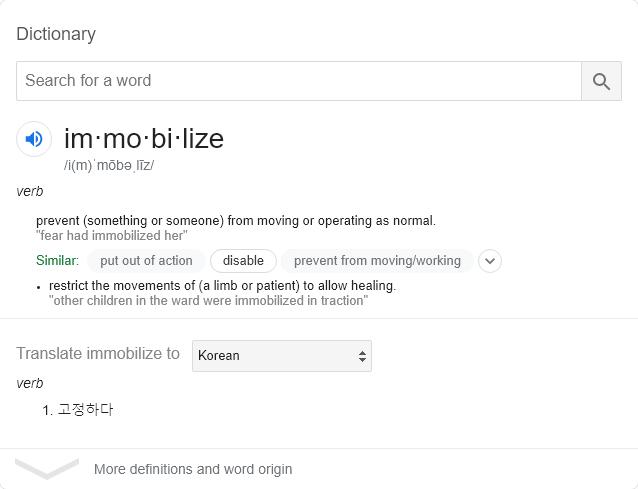 Dictionary
Search for a word
im·mo·bi·lize
/i(m)ˈmōbəˌlīz/
verb
prevent (something or someone) from moving or operating as normal.
"fear had immobilized her"
Similar: put out of action disable prevent from moving/working
• restrict the movements of (a limb or patient) to allow healing.
"other children in the ward were immobilized in traction"
Translate immobilize to Korean
verb
1. 고정하다
More definitions and word origin